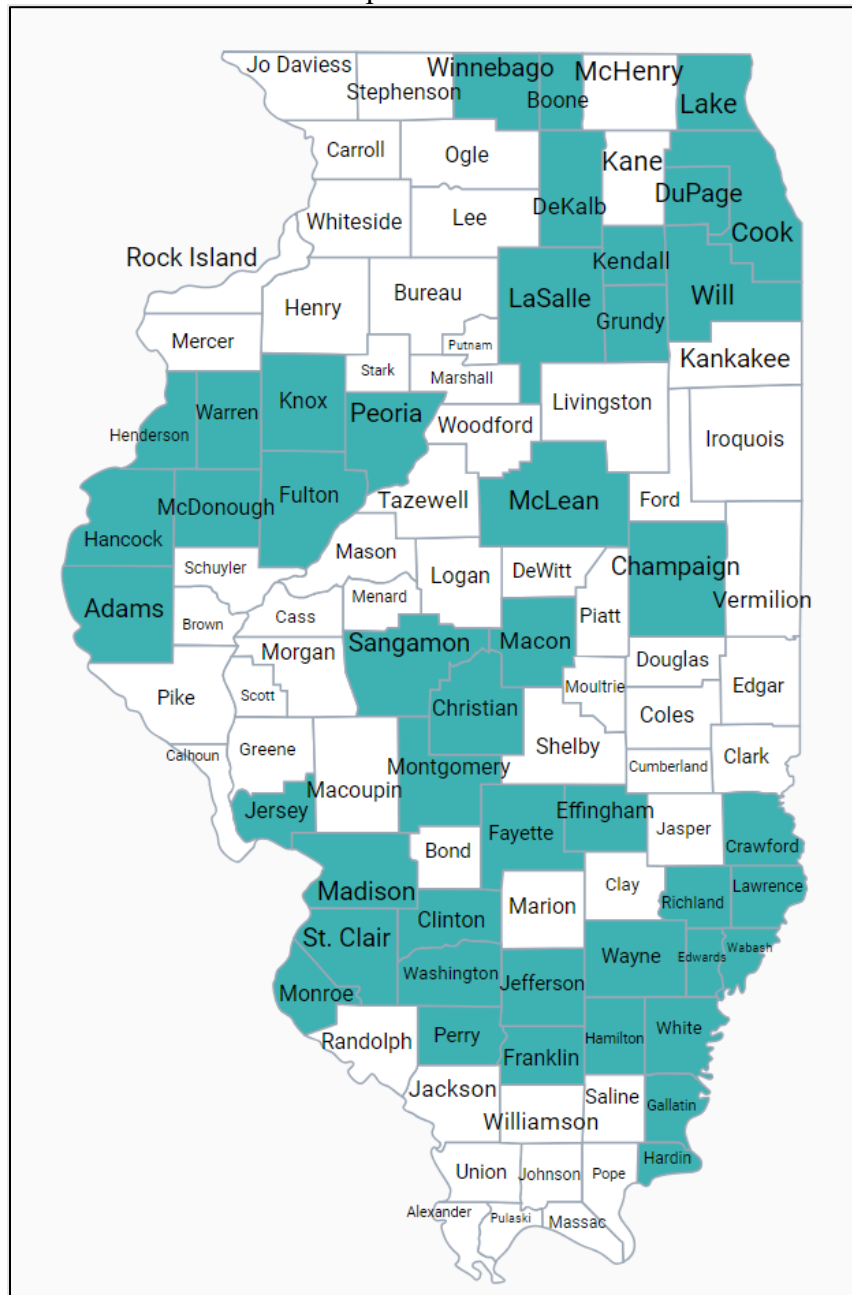 Jo Daviess
Stephenson
Winnebago
Boone
McHenry
Lake
Carroll
Ogle
DeKalb
Kane
DuPage
Cook
Whiteside
Lee
Rock Island
Henry
Bureau
LaSalle
Kendall
Grundy
Will
Mercer
Putnam
Kankakee
Stark
Marshall
Henderson
Warren
Knox
Peoria
Woodford
Livingston
Iroquois
Ford
Hancock
McDonough
Fulton
Tazewell
McLean
Schuyler
Mason
Logan
DeWitt
Champaign
Vermilion
Adams
Brown
Cass
Menard
Piatt
Sangamon
Macon
Morgan
Douglas
Edgar
Pike
Scott
Christian
Moultrie
Coles
Calhoun
Greene
Macoupin
Montgomery
Shelby
Cumberland
Clark
Jersey
Fayette
Effingham
Jasper
Crawford
Bond
Madison
Marion
Clay
Richland
Lawrence
St. Clair
Clinton
Wayne
Edwards
Wabash
Monroe
Washington
Jefferson
Randolph
Perry
Franklin
Hamilton
White
Jackson
Williamson
Saline
Gallatin
Union
Johnson
Pope
Hardin
Alexander
Pulaski
Massac